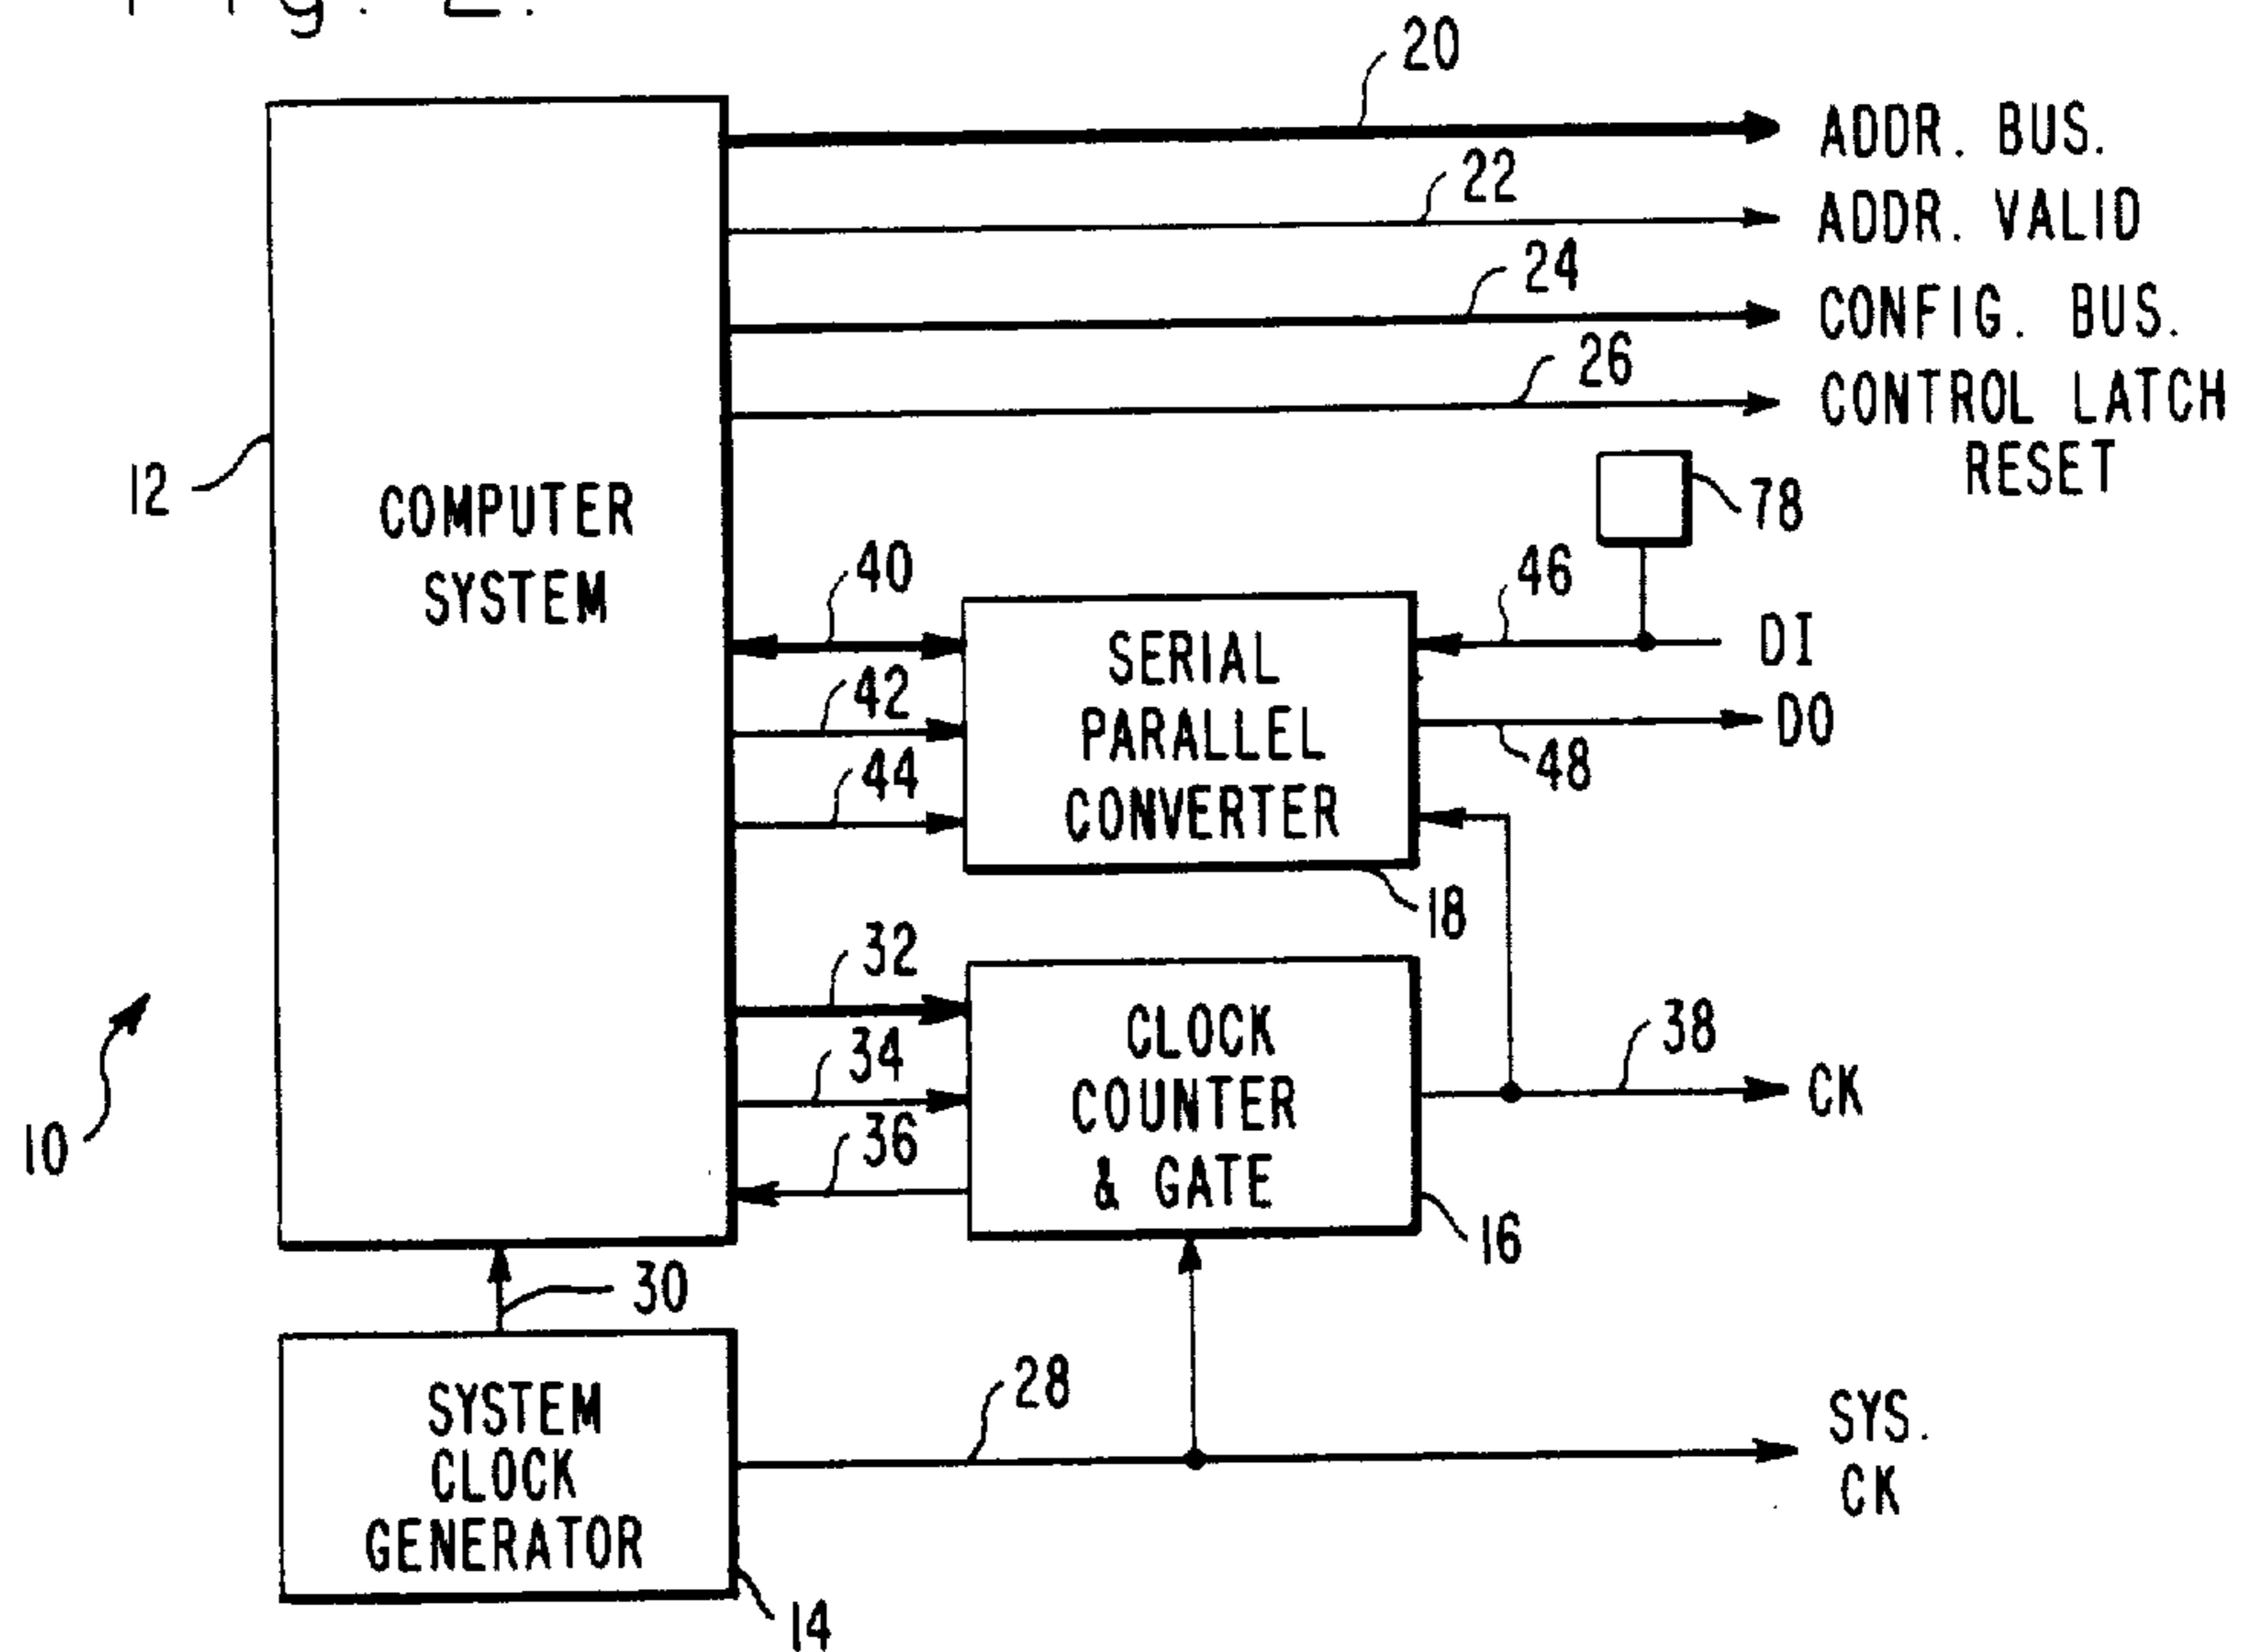 Fig. 2.
20
ADDR. BUS.
22
ADDR. VALID
24
CONFIG. BUS.
26
CONTROL LATCH
RESET
12
COMPUTER
SYSTEM
78
40
46
DI
SERIAL
PARALLEL
CONVERTER
42
DO
48
44
18
32
CLOCK
COUNTER
& GATE
34
38
CK
36
10
16
30
SYSTEM
CLOCK
GENERATOR
28
SYS.
CK
14